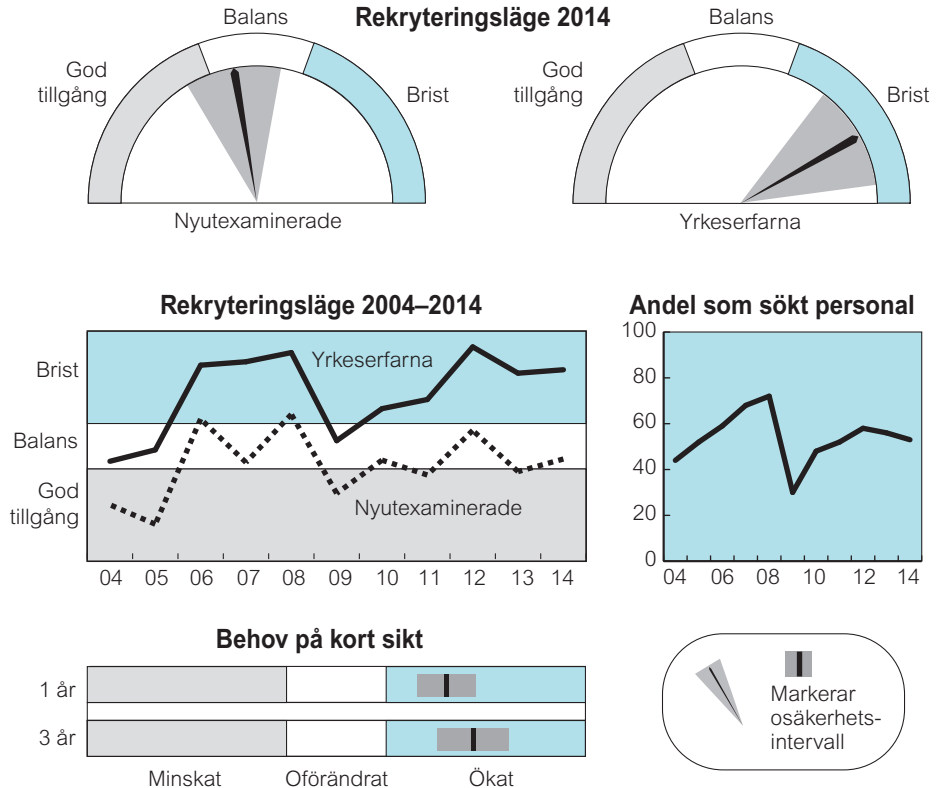 Rekryteringsläge 2014
Balans
God
tillgång
Brist
Nyutexaminerade
Balans
God
tillgång
Brist
Yrkeserfarna
Rekryteringsläge 2004–2014
Brist
Balans
God
tillgång
Yrkeserfarna
Nyutexaminerade
04 05 06 07 08 09 10 11 12 13 14
Andel som sökt personal
100
80
60
40
20
0
04 06 08 10 12 14
Behov på kort sikt
1 år
3 år
Minskat Oförändrat Ökat
Markerar
osäkerhets-
intervall